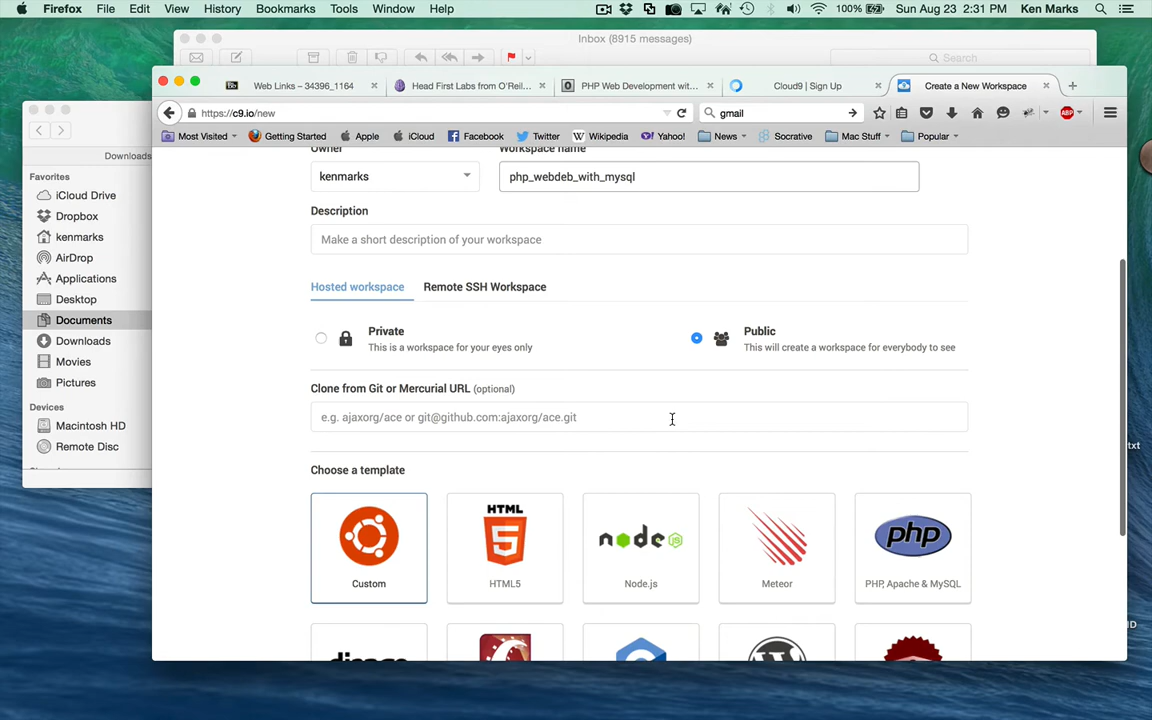 Firefox File Edit View History Bookmarks Tools Window Help 100% Sun Aug 23 2:31 PM Ken Marks
Inbox (8915 messages)
Search
Web Links – 34396_1164 Head First Labs from O'Reil... PHP Web Development wit... Cloud9 | Sign Up Create a New Workspace
https://c9.io/new gmail
Most Visited Getting Started Apple iCloud Facebook Twitter Wikipedia Yahoo! News Socrative Mac Stuff Popular
Downloads
Favorites
iCloud Drive
Dropbox
kenmarks
AirDrop
Applications
Desktop
Documents
Downloads
Movies
Pictures
Devices
Macintosh HD
Remote Disc
Owner Workspace name
kenmarks php_webdeb_with_mysql
Description
Make a short description of your workspace
Hosted workspace Remote SSH Workspace
Private Public
This is a workspace for your eyes only This will create a workspace for everybody to see
Clone from Git or Mercurial URL (optional)
e.g. ajaxorg/ace or git@github.com:ajaxorg/ace.git
Choose a template
HTML
5
node js
php
Custom HTML5 Node.js Meteor PHP, Apache & MySQL
txt